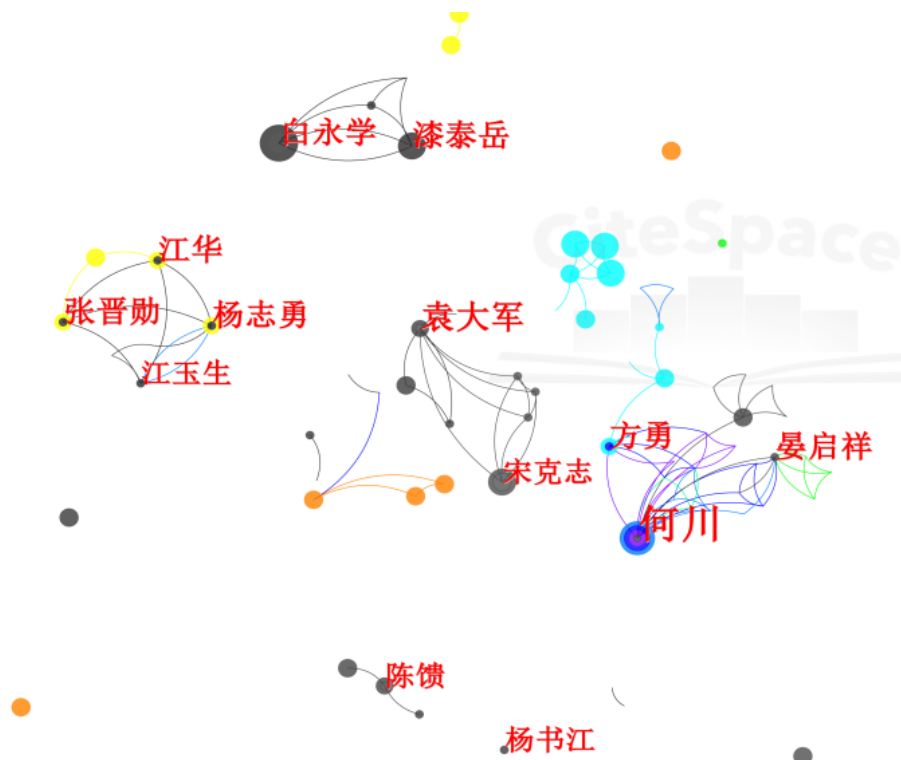 白永学
漆泰岳
CiteSpace
江华
张晋勋
杨志勇
袁大军
江玉生
方勇
晏启祥
宋克志
何川
陈馈
杨书江